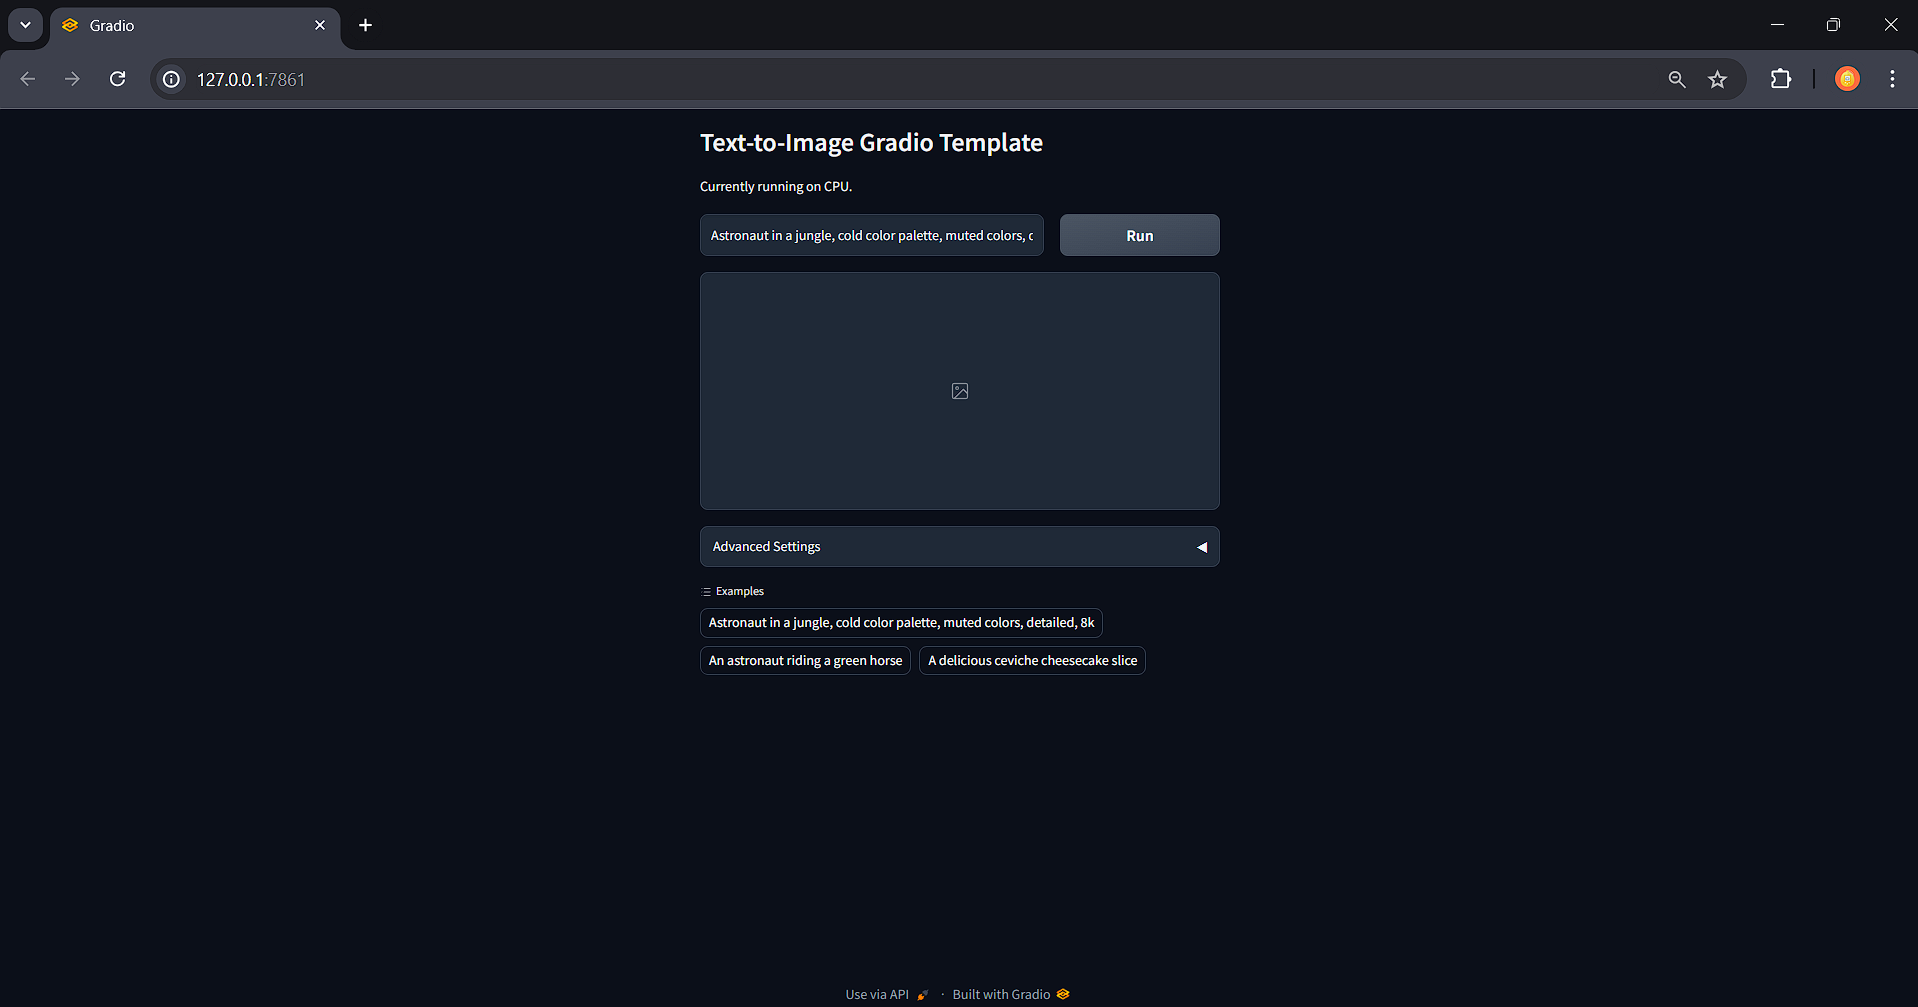 Gradio
127.0.0.1:7861
Text-to-Image Gradio Template
Currently running on CPU.
Astronaut in a jungle, cold color palette, muted colors,
Run
Advanced Settings
Examples
Astronaut in a jungle, cold color palette, muted colors, detailed, 8k
An astronaut riding a green horse
A delicious ceviche cheesecake slice
Use via API · Built with Gradio